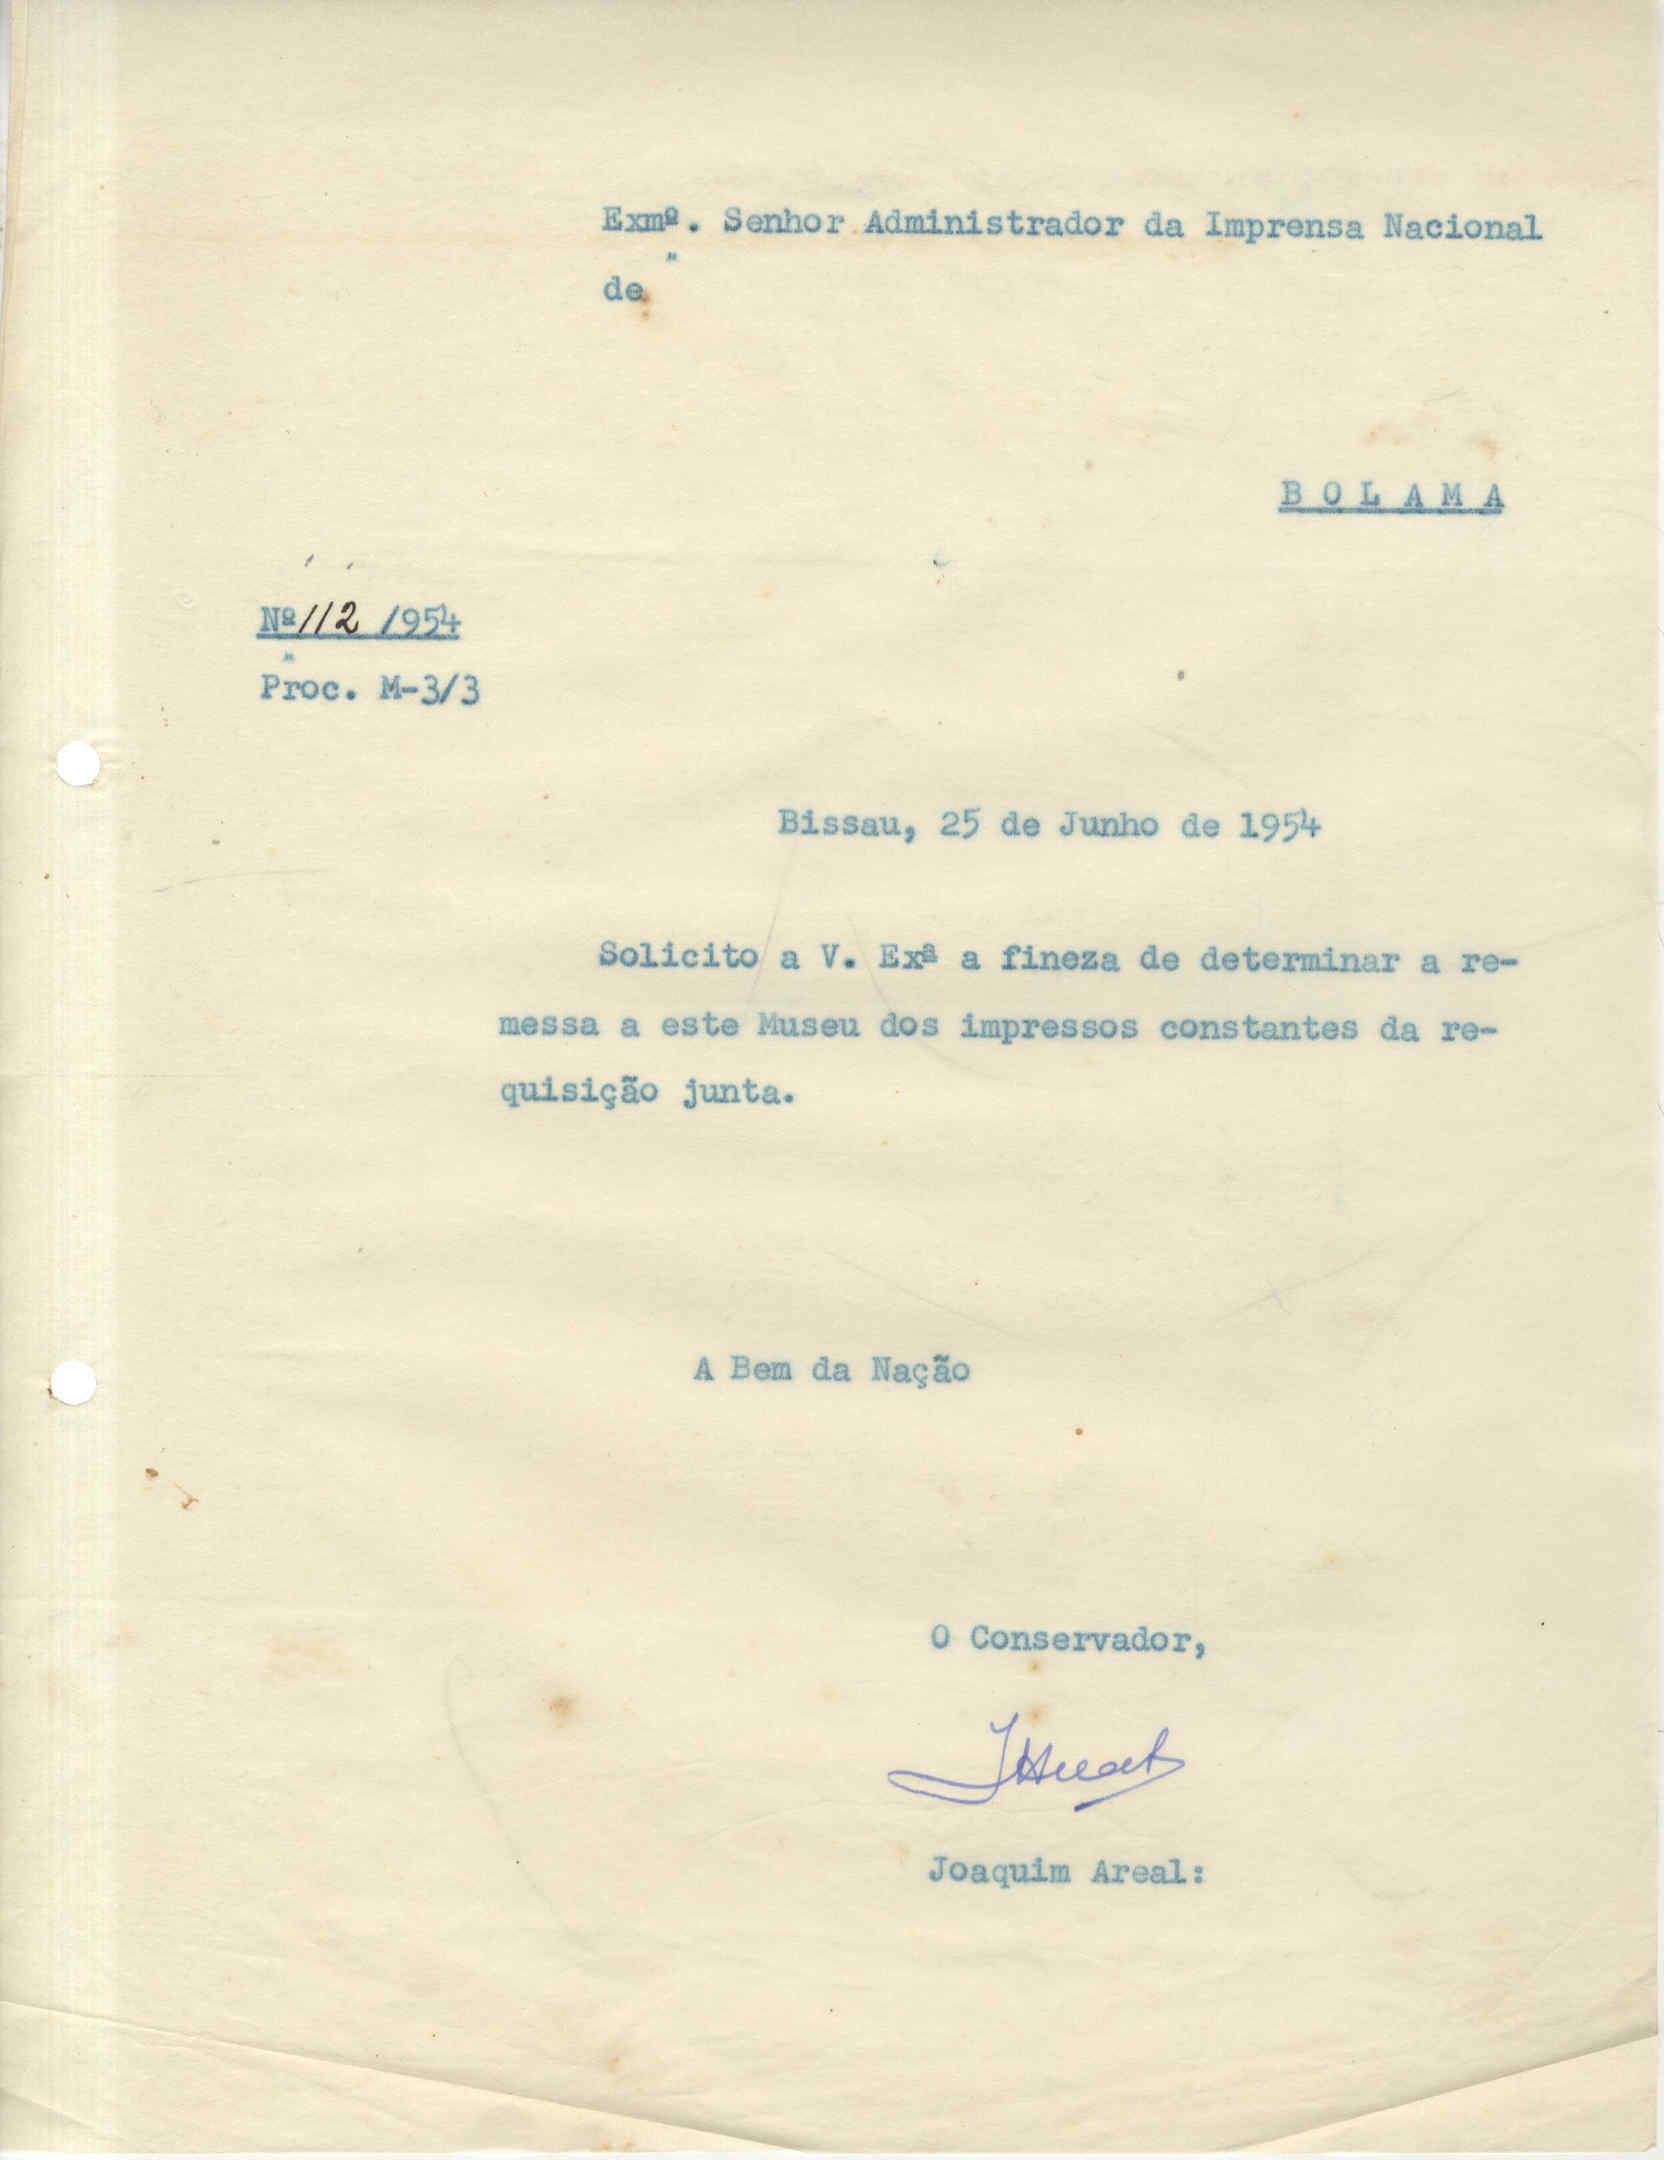 Exmº. Senhor Administrador da Imprensa Nacional
de
B O L A M A
Nº 112 /954
Proc. M-3/3
Bissau, 25 de Junho de 1954
Solicito a V. Exª a fineza de determinar a re-
messa a este Museu dos impressos constantes da re-
quisição junta.
A Bem da Nação
O Conservador,
JAreal
Joaquim Areal: